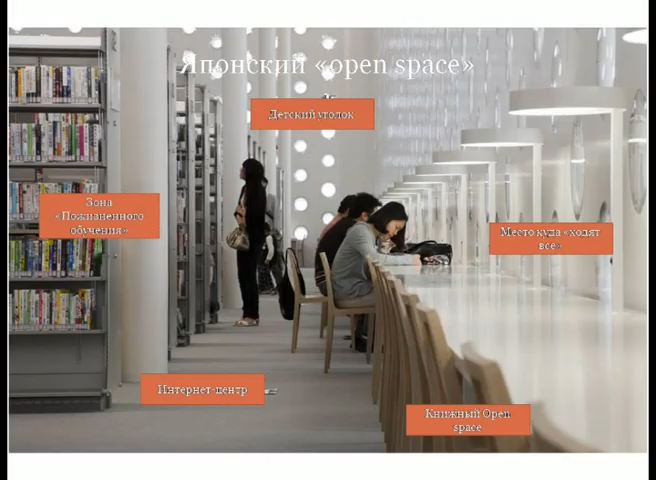 Японский «open space»
Детский уголок
Зона
«Пожизненного
обучения»
Место куда «ходят
все»
Интернет-центр
Книжный Open
space